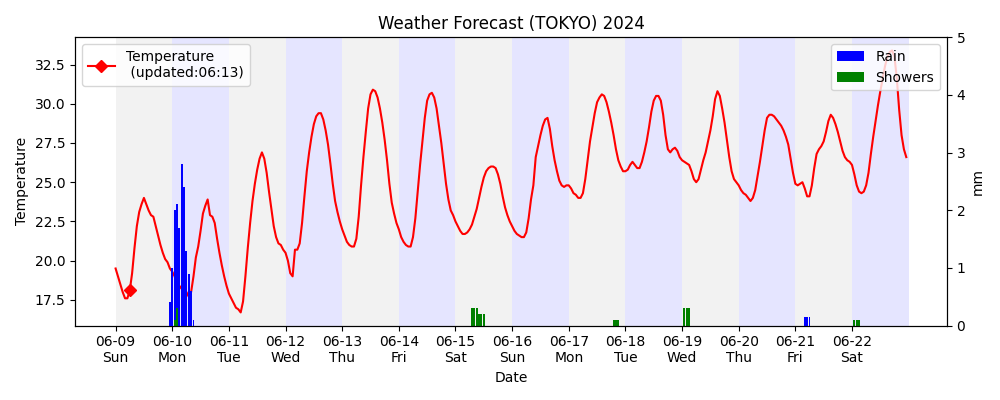 Weather Forecast (TOKYO) 2024
Temperature
(updated:06:13)
Rain
Showers
Temperature
32.5
30.0
27.5
25.0
22.5
20.0
17.5
5
4
3
2
1
0
mm
06-09 06-10 06-11 06-12 06-13 06-14 06-15 06-16 06-17 06-18 06-19 06-20 06-21 06-22
Sun Mon Tue Wed Thu Fri Sat Sun Mon Tue Wed Thu Fri Sat
Date